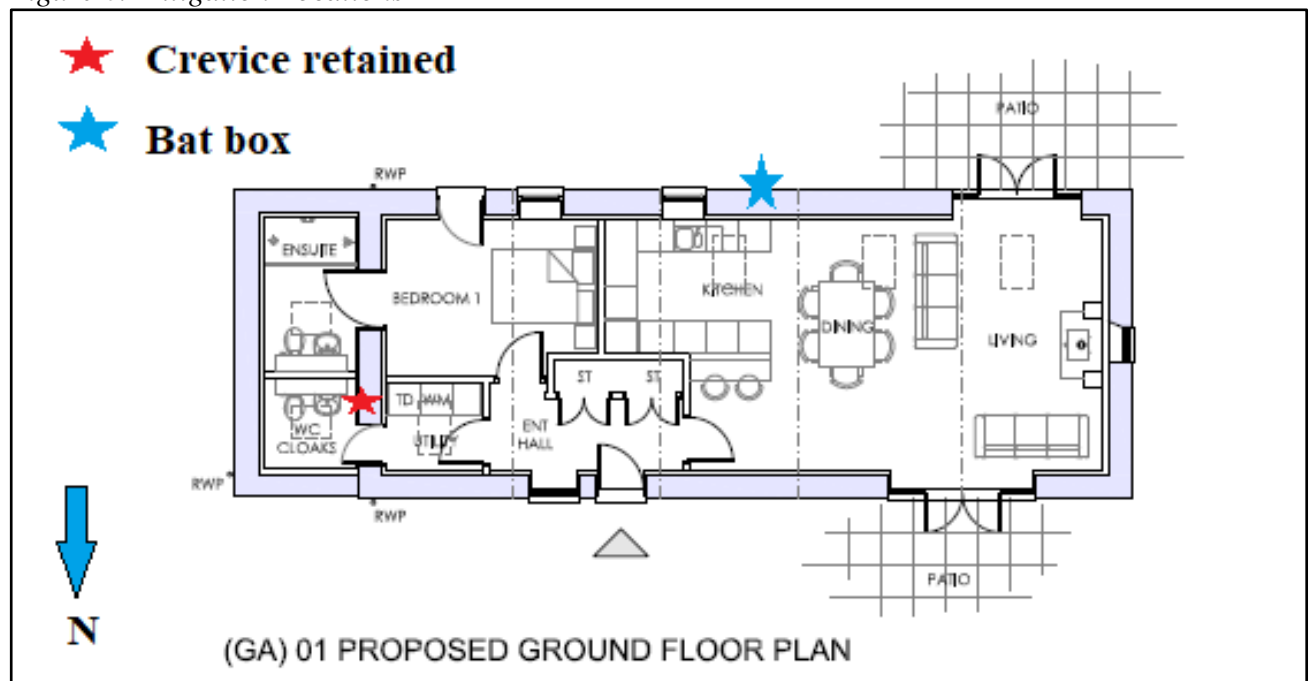 Crevice retained
Bat box
PATIO
RWP
ENSUITE
BEDROOM 1
KITCHEN
DINING
LIVING
ST ST
TD WM
ENT
HALL
UTILITY
WC
CLOAKS
RWP
RWP
PATIO
N
(GA) 01 PROPOSED GROUND FLOOR PLAN